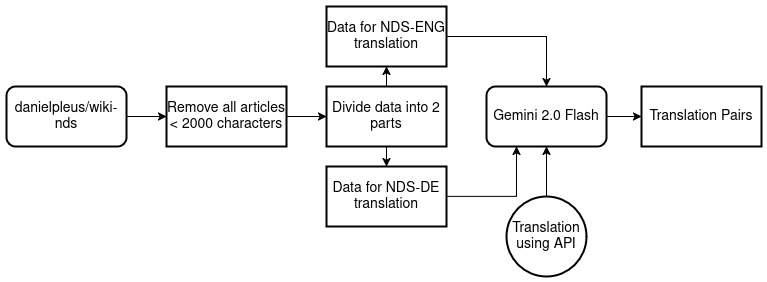 Data for NDS-ENG
translation
danielpleus/wiki-
nds
Remove all articles
< 2000 characters
Divide data into 2
parts
Gemini 2.0 Flash
Translation Pairs
Data for NDS-DE
translation
Translation
using API